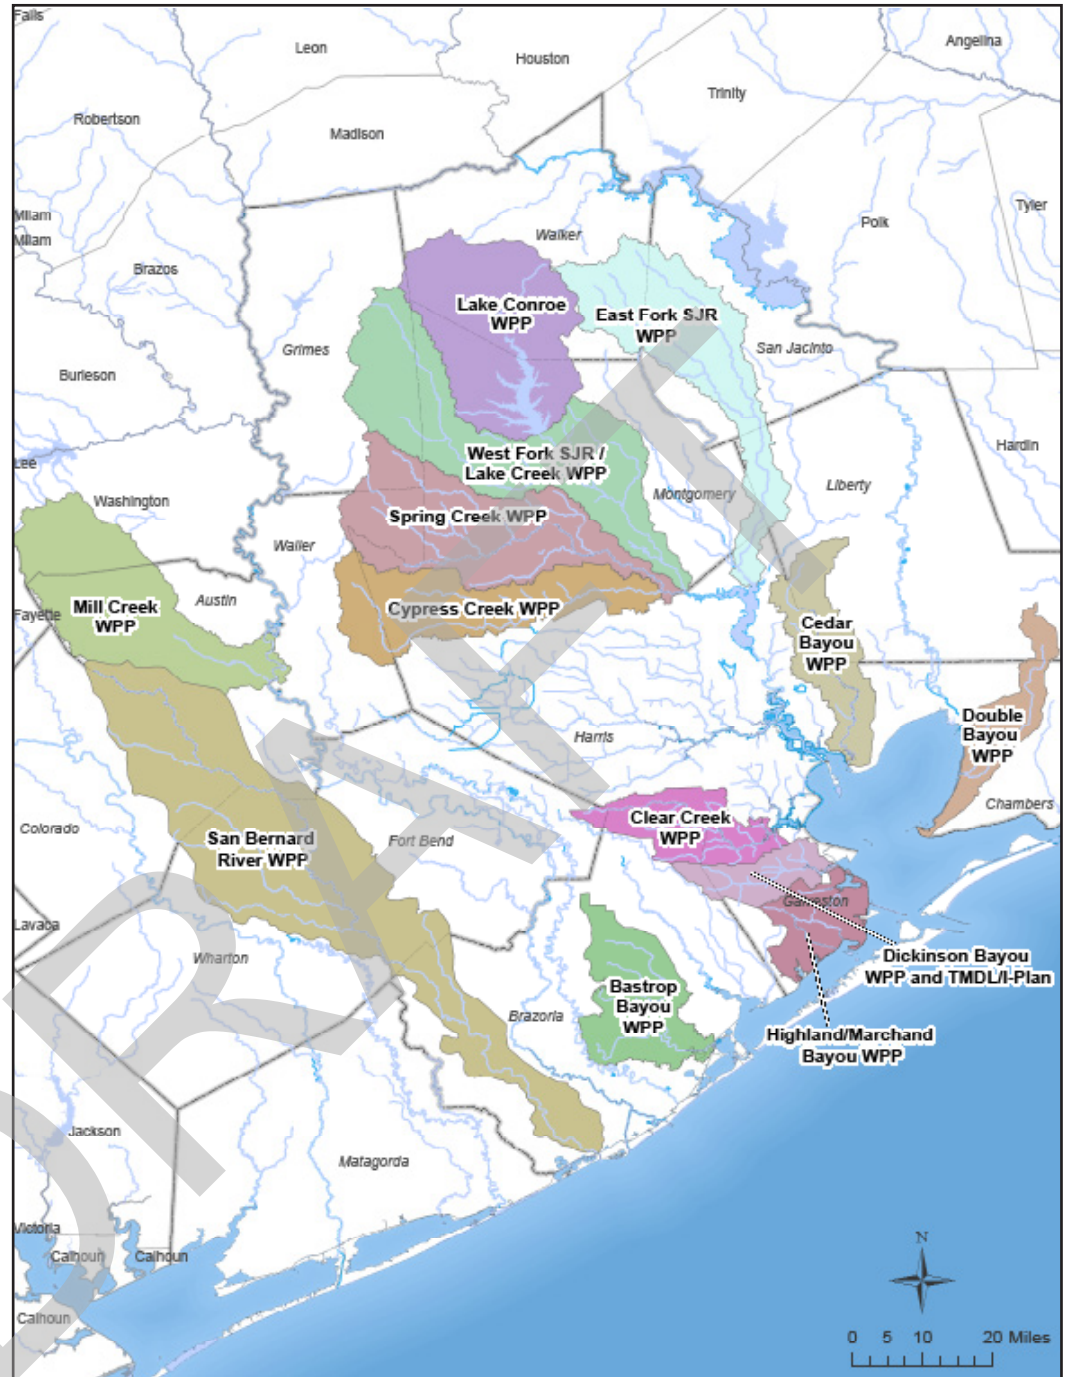 Falls
Leon
Houston
Angelina
Trinity
Robertson
Madison
Tyler
Milam
Milam
Polk
Walker
Brazos
Lake Conroe
WPP
East Fork SJR
WPP
San Jacinto
Grimes
Burleson
Hardin
West Fork SJR /
Lake Creek WPP
Lee
Washington
Montgomery
Liberty
Spring Creek WPP
Waller
Austin
Mill Creek
WPP
Fayette
Cypress Creek WPP
Cedar
Bayou
WPP
Double
Bayou
WPP
Harris
Chambers
Clear Creek
WPP
Colorado
San Bernard
River WPP
Fort Bend
Galveston
Lavaca
Wharton
Dickinson Bayou
WPP and TMDL/I-Plan
Bastrop
Bayou
WPP
Brazoria
Highland/Marchand
Bayou WPP
Jackson
Matagorda
Victoria
Calhoun
Calhoun
Calhoun
N
0 5 10 20 Miles
DRAFT